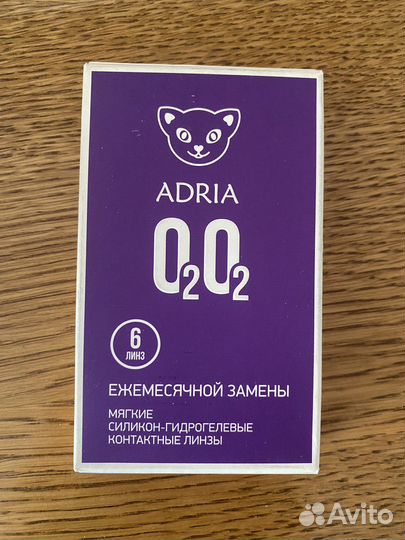 ADRIA
O2O2
6
ЛИНЗ
ЕЖЕМЕСЯЧНОЙ ЗАМЕНЫ
МЯГКИЕ
СИЛИКОН-ГИДРОГЕЛЕВЫЕ
КОНТАКТНЫЕ ЛИНЗЫ
Avito